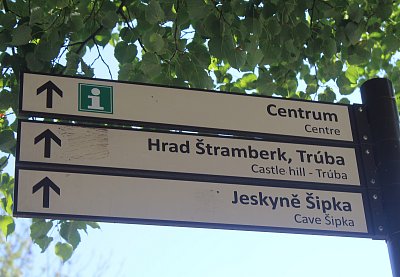 i
Centrum
Centre
Hrad Štramberk, Trúba
Castle hill - Trúba
Jeskyně Šipka
Cave Šipka